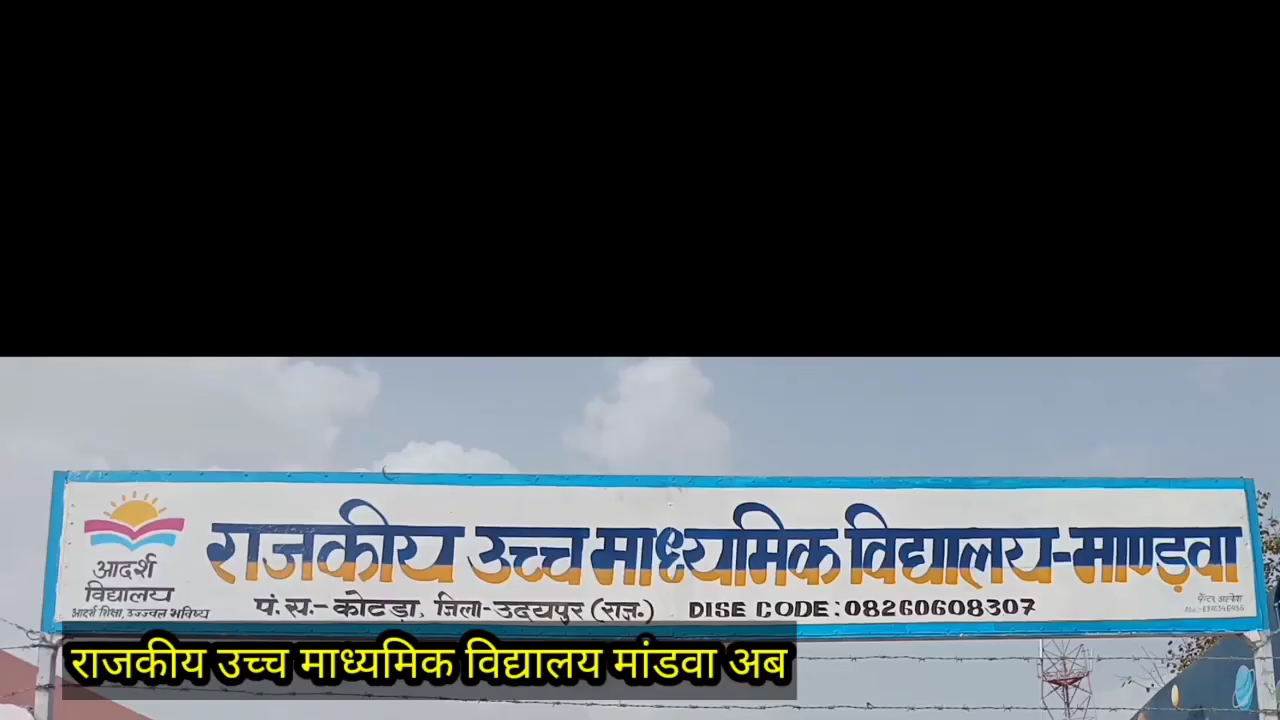 राजकीय उच्च माध्यमिक विद्यालय-माण्ड़वा
आदर्श
विद्यालय
आदर्श शिक्षा, उज्ज्वल भविष्य
पं.स.- कोटड़ा, जिला-उदयपुर (राज.) DISE CODE:08260608307
पेंटर
राजकीय उच्च माध्यमिक विद्यालय मांडवा अब